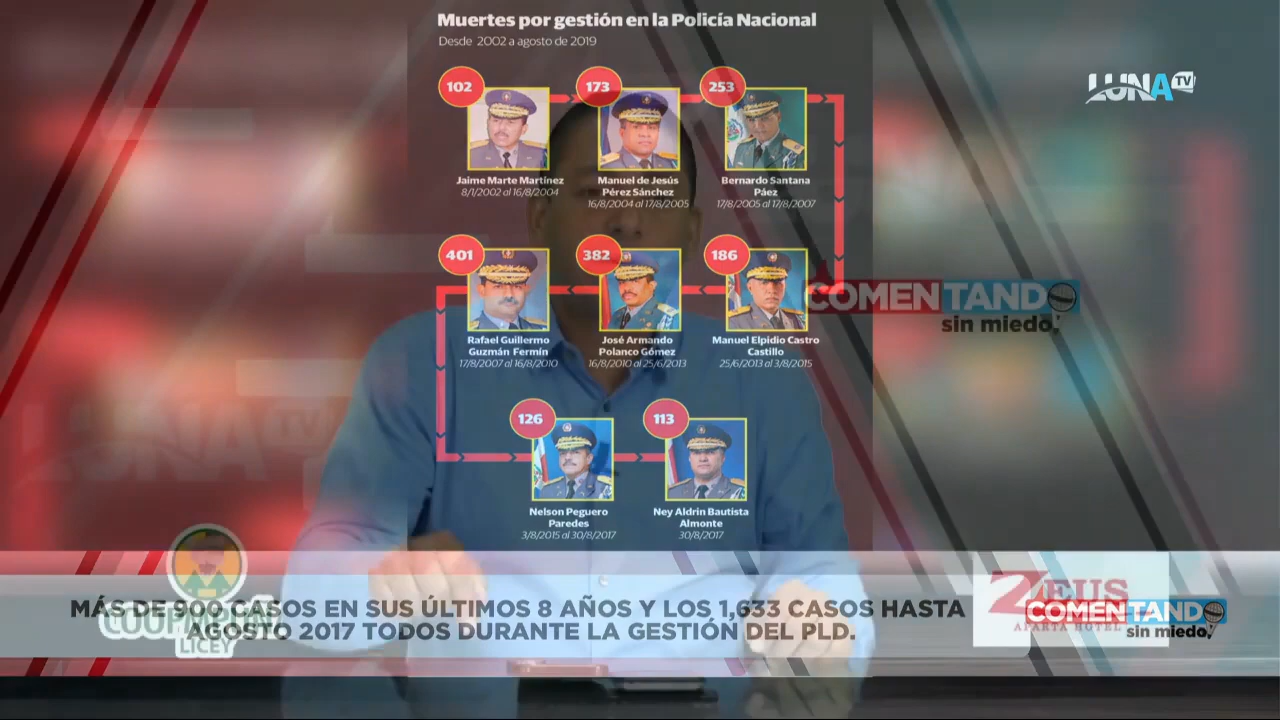 Muertes por gestión en la Policía Nacional
Desde 2002 a agosto de 2019
LUNA TV
102
173
253
Jaime Marte Martínez
8/1/2002 al 16/8/2004
Manuel de Jesús
Pérez Sánchez
16/8/2004 al 17/8/2005
Bernardo Santana
Páez
17/8/2005 al 17/8/2007
401
382
186
Rafael Guillermo
Guzmán Fermín
17/8/2007 al 16/8/2010
José Armando
Polanco Gómez
16/8/2010 al 25/6/2013
Manuel Elpidio Castro
Castillo
25/6/2013 al 3/8/2015
COMENTANDO
sin miedo,
LUNA TV
126
113
Nelson Peguero
Paredes
3/8/2015 al 30/8/2017
Ney Aldrin Bautista
Almonte
30/8/2017
MÁS DE 900 CASOS EN SUS ÚLTIMOS 8 AÑOS Y LOS 1,633 CASOS HASTA
AGOSTO 2017 TODOS DURANTE LA GESTIÓN DEL PLD.
LICEY
ZEUS
APARTA HOTEL
COMENTANDO
sin miedo,